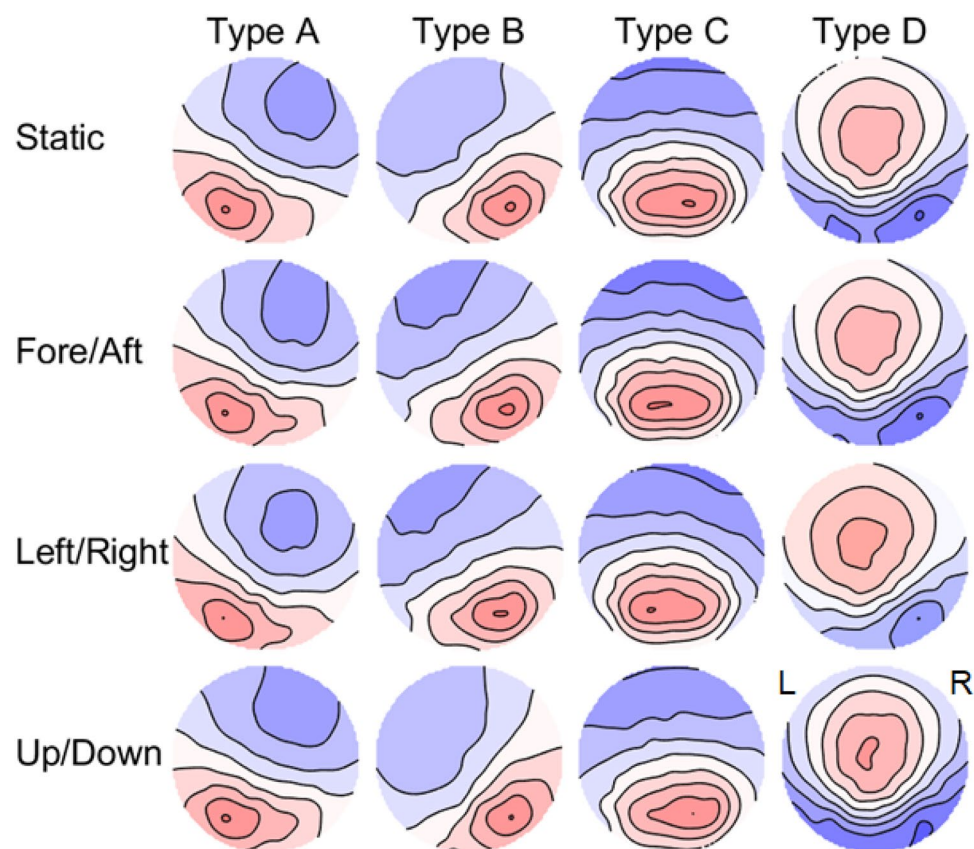 Type A Type B Type C Type D
Static
Fore/Aft
Left/Right
L R
Up/Down